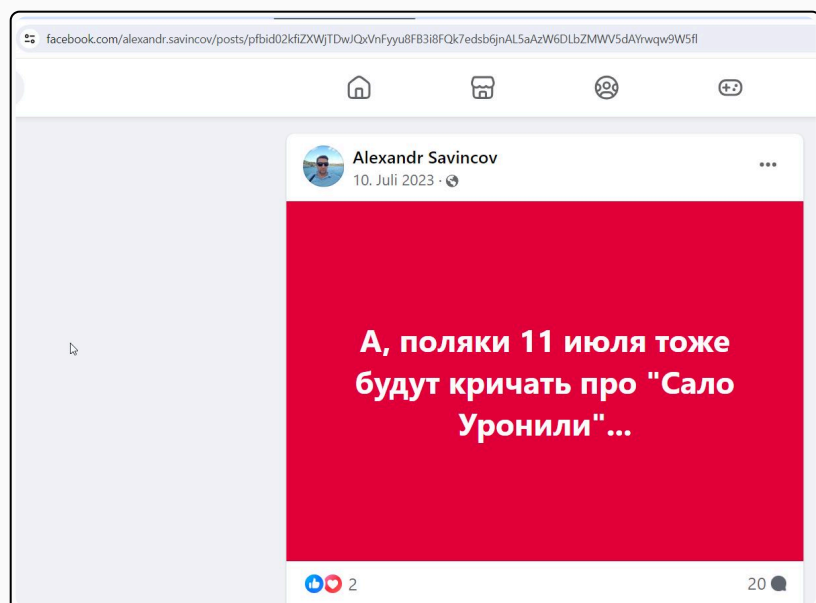 facebook.com/alexandr.savincov/posts/pfbid02kfiZXWjTDwJQxVnFyyu8FB3i8FQk7edsb6jnAL5aAzW6DLbZMWV5dAYrwqw9W5fl
Alexandr Savincov
10. Juli 2023 ·
А, поляки 11 июля тоже
будут кричать про "Сало
Уронили"...
2
20